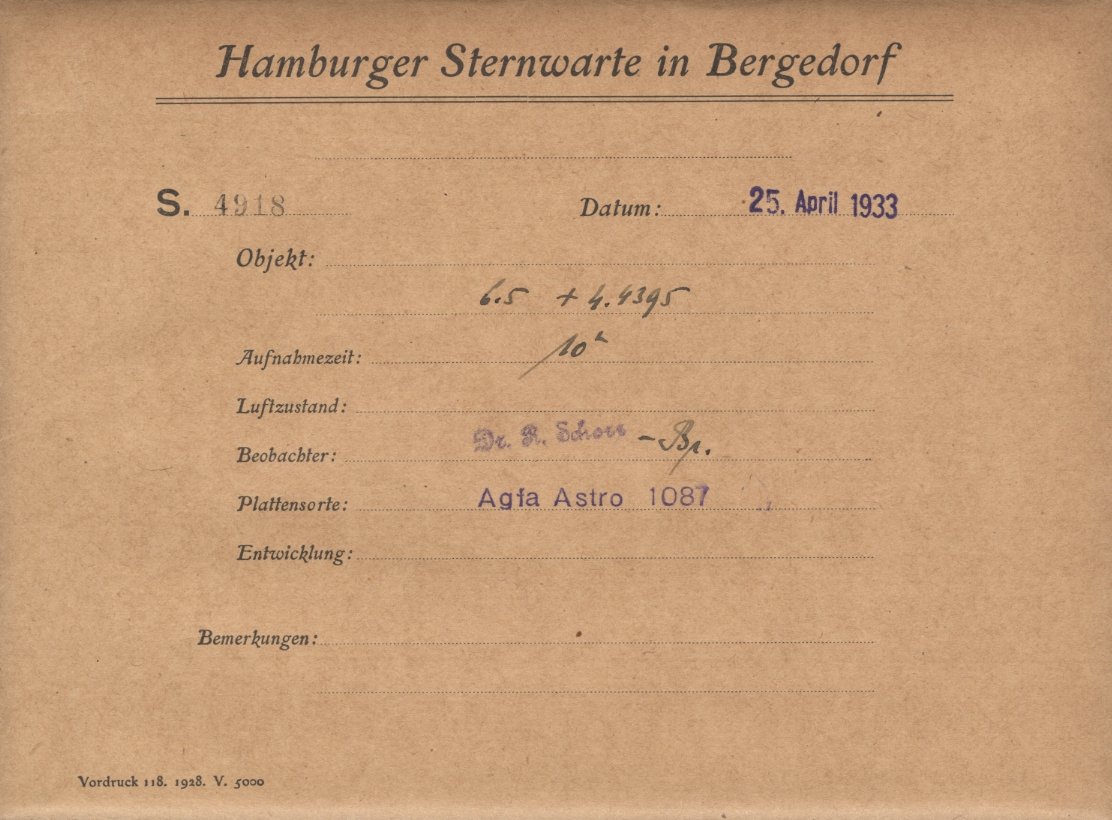 Hamburger Sternwarte in Bergedorf
S. 4918 Datum: 25. April 1933
Objekt:
6.5 + 4.4395
Aufnahmezeit: 10
Luftzustand:
Beobachter: Dr. R. Schorr - Br.
Plattensorte: Agfa Astro 1087
Entwicklung:
Bemerkungen:
Vordruck 118. 1928. V. 5000